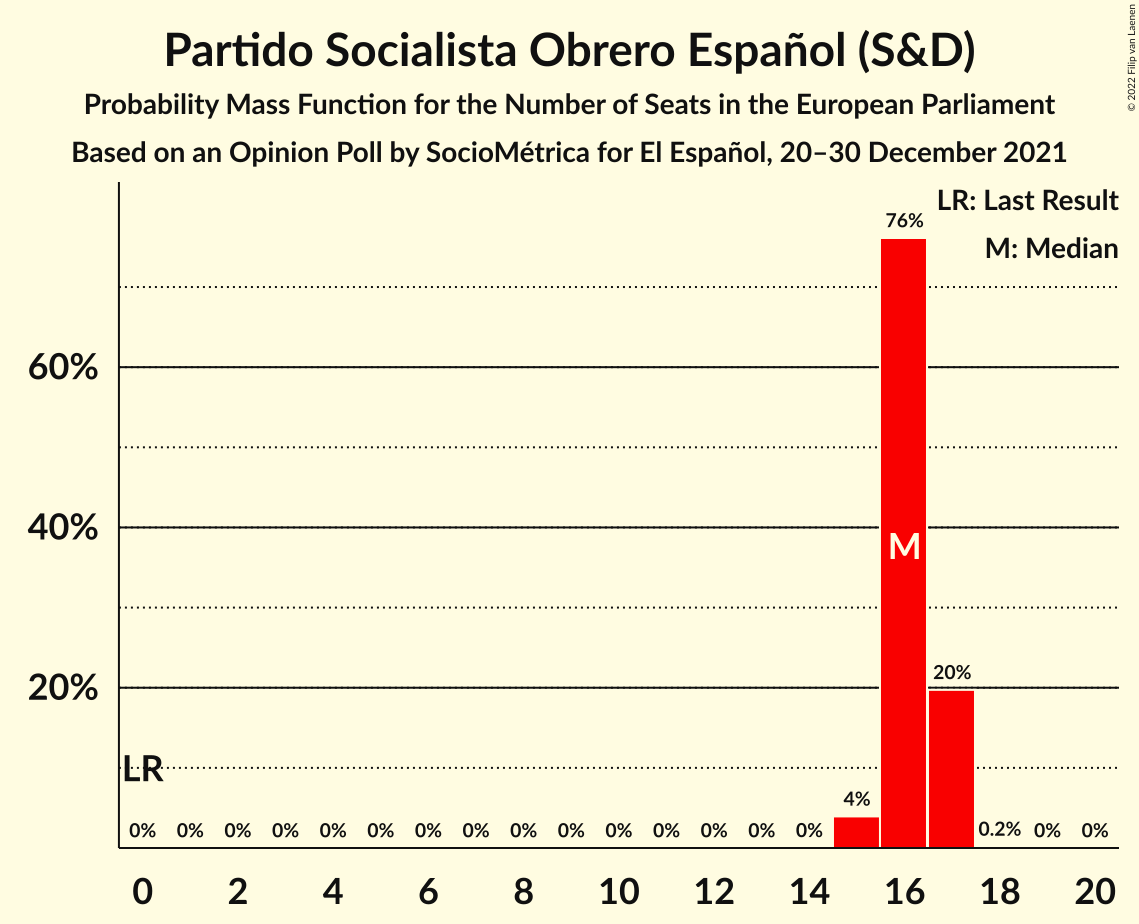 Partido Socialista Obrero Español (S&D)
Probability Mass Function for the Number of Seats in the European Parliament
Based on an Opinion Poll by SocioMétrica for El Español, 20–30 December 2021
© 2022 Filip van Laenen
LR: Last Result
M: Median
76%
60%
40%
M
20%
20%
LR
4%
0% 0% 0% 0% 0% 0% 0% 0% 0% 0% 0% 0% 0% 0% 0% 0.2% 0% 0%
0 2 4 6 8 10 12 14 16 18 20